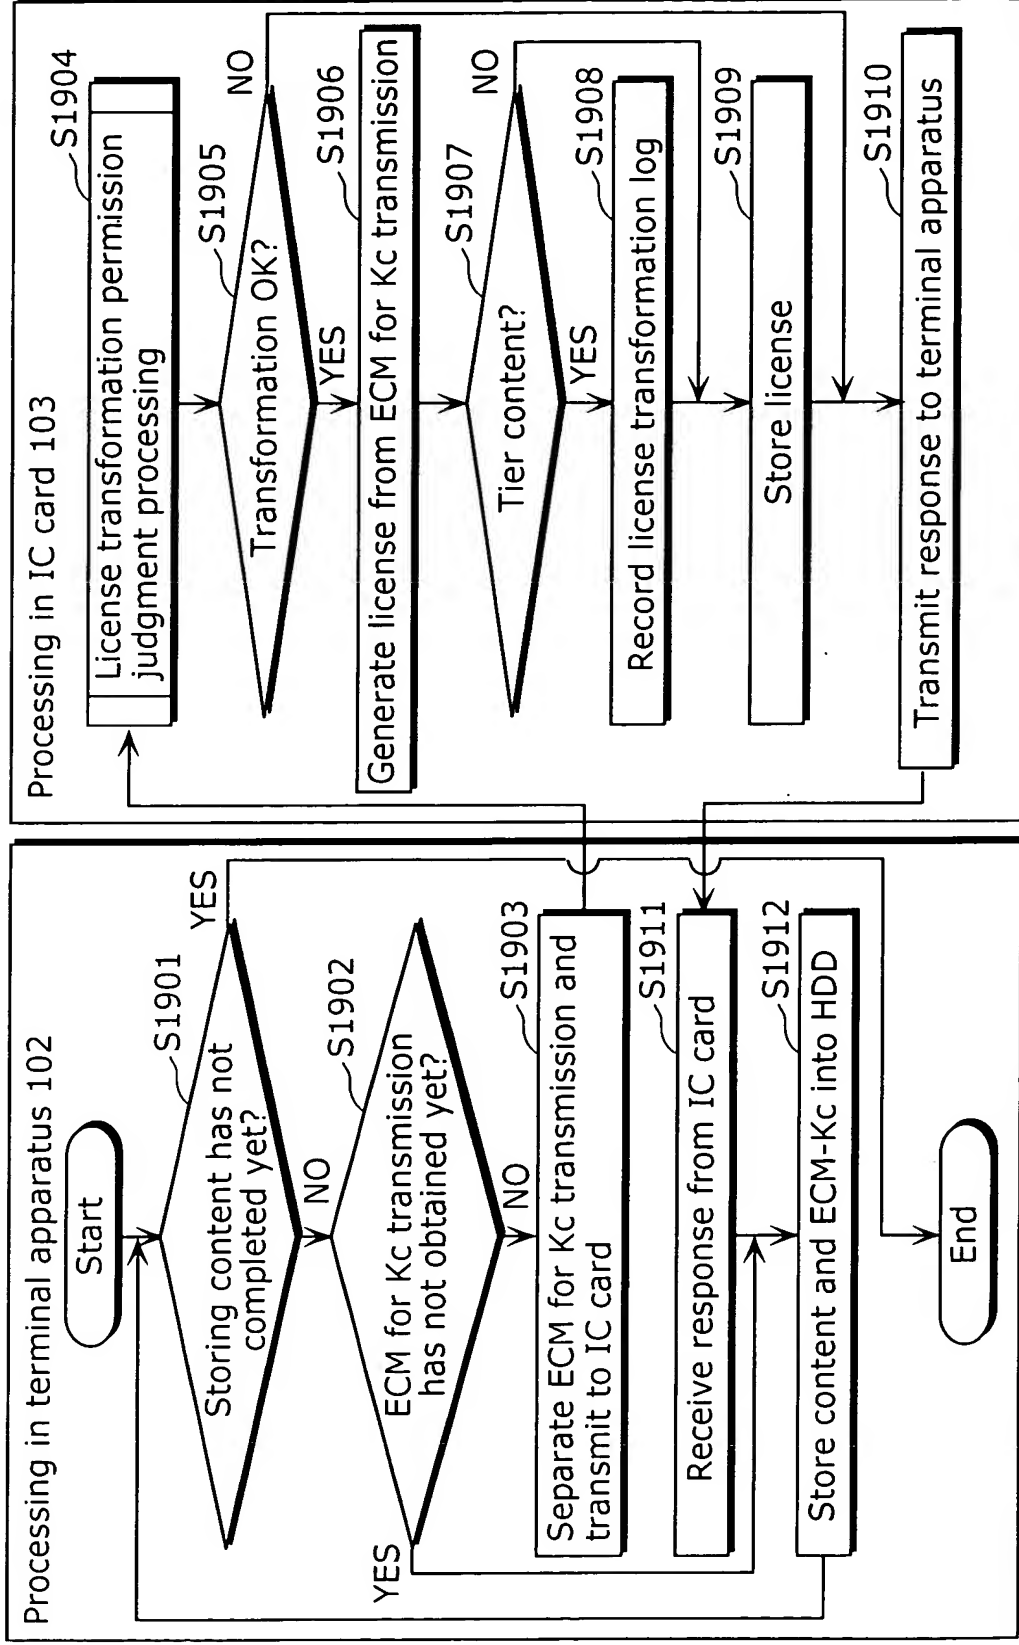 Processing in terminal apparatus 102
Start
S1901
Storing content has not
completed yet?
YES
NO
S1902
ECM for Kc transmission
has not obtained yet?
YES
NO
S1903
Separate ECM for Kc transmission and
transmit to IC card
S1911
Receive response from IC card
S1912
Store content and ECM-Kc into HDD
End
Processing in IC card 103
S1904
License transformation permission
judgment processing
S1905
Transformation OK?
NO
YES
S1906
Generate license from ECM for Kc transmission
S1907
Tier content?
NO
YES
S1908
Record license transformation log
S1909
Store license
S1910
Transmit response to terminal apparatus